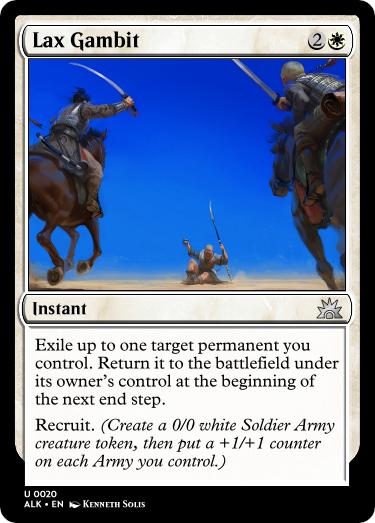 Lax Gambit 2
Instant
Exile up to one target permanent you
control. Return it to the battlefield under
its owner's control at the beginning of
the next end step.
Recruit. (Create a 0/0 white Soldier Army
creature token, then put a +1/+1 counter
on each Army you control.)
U 0020
ALK • EN Kenneth Solis